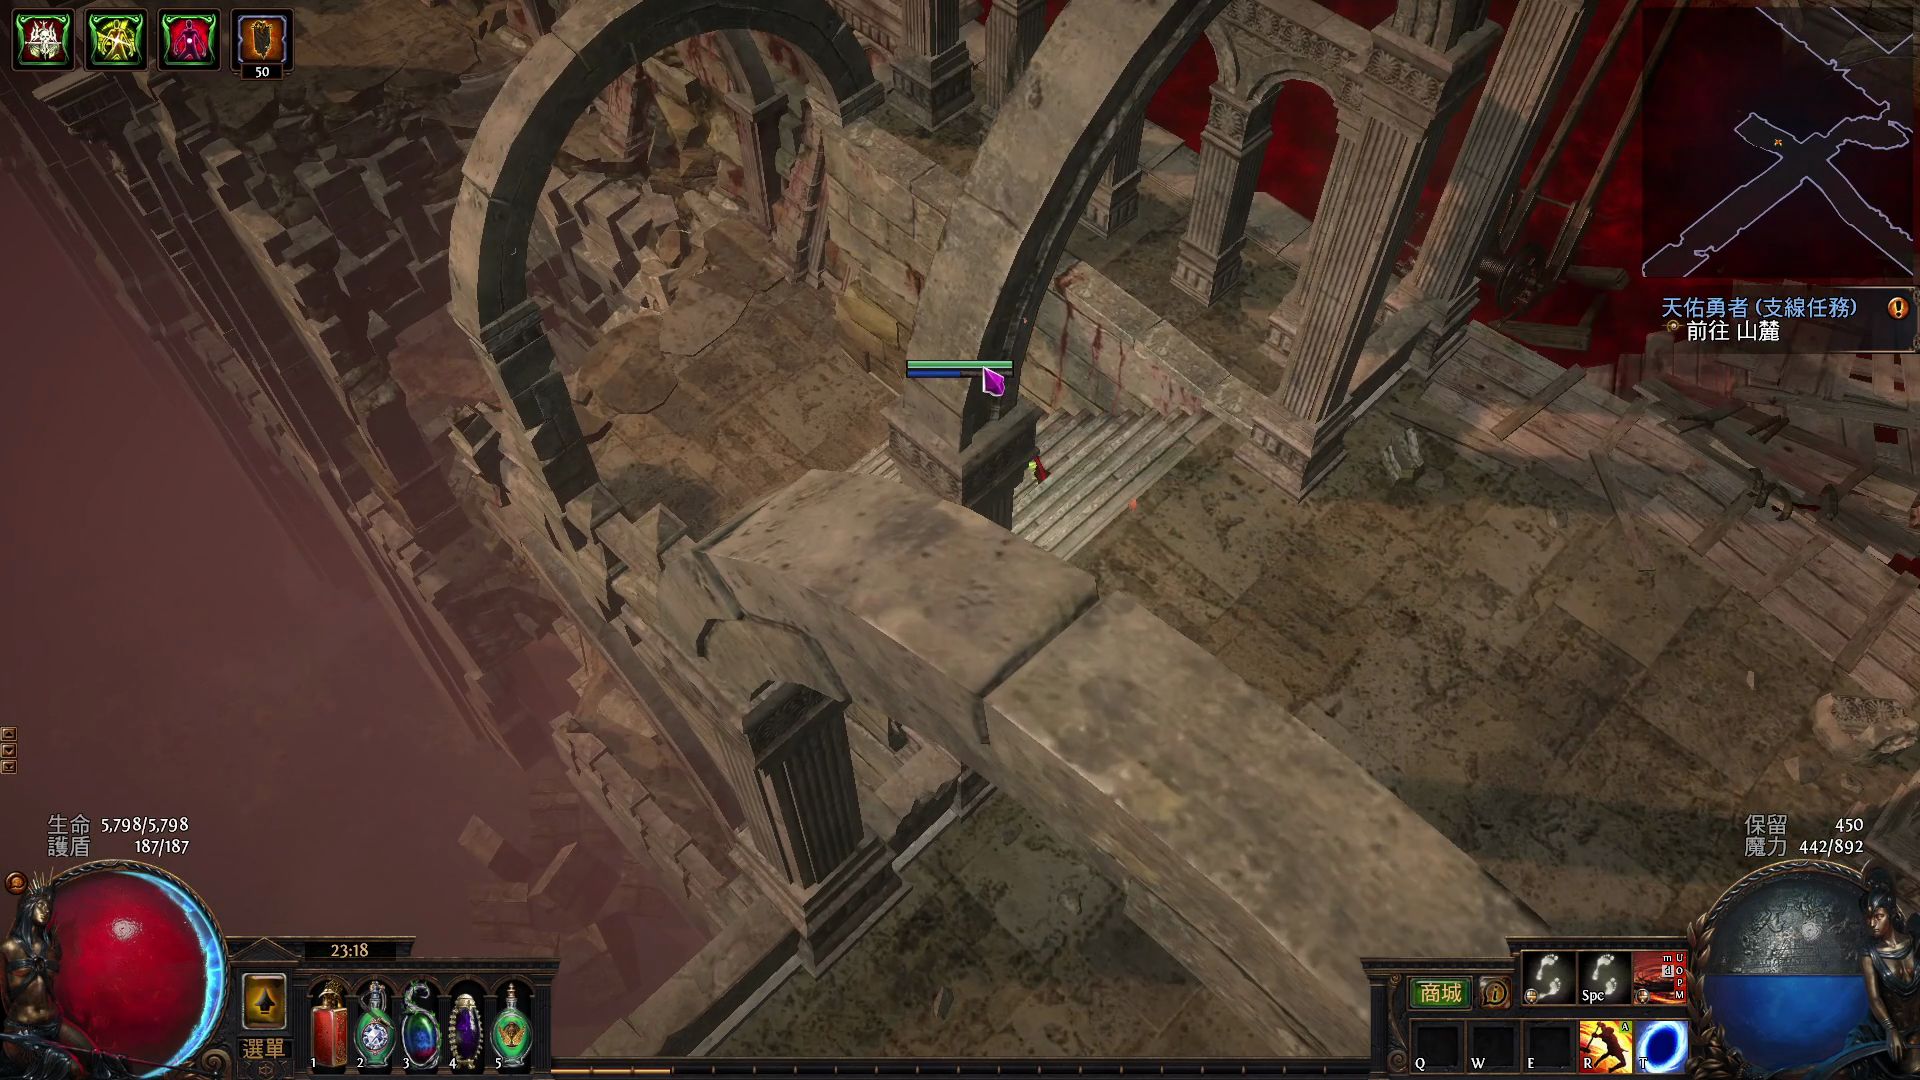 50
天佑勇者 (支線任務)
前往 山麓
生命 5,798/5,798
護盾 187/187
保留 450
魔力 442/892
23:18
選單
1
2
3
4
5
商城
Spc
m U
d O
P
M
Q
W
E
R
A
T